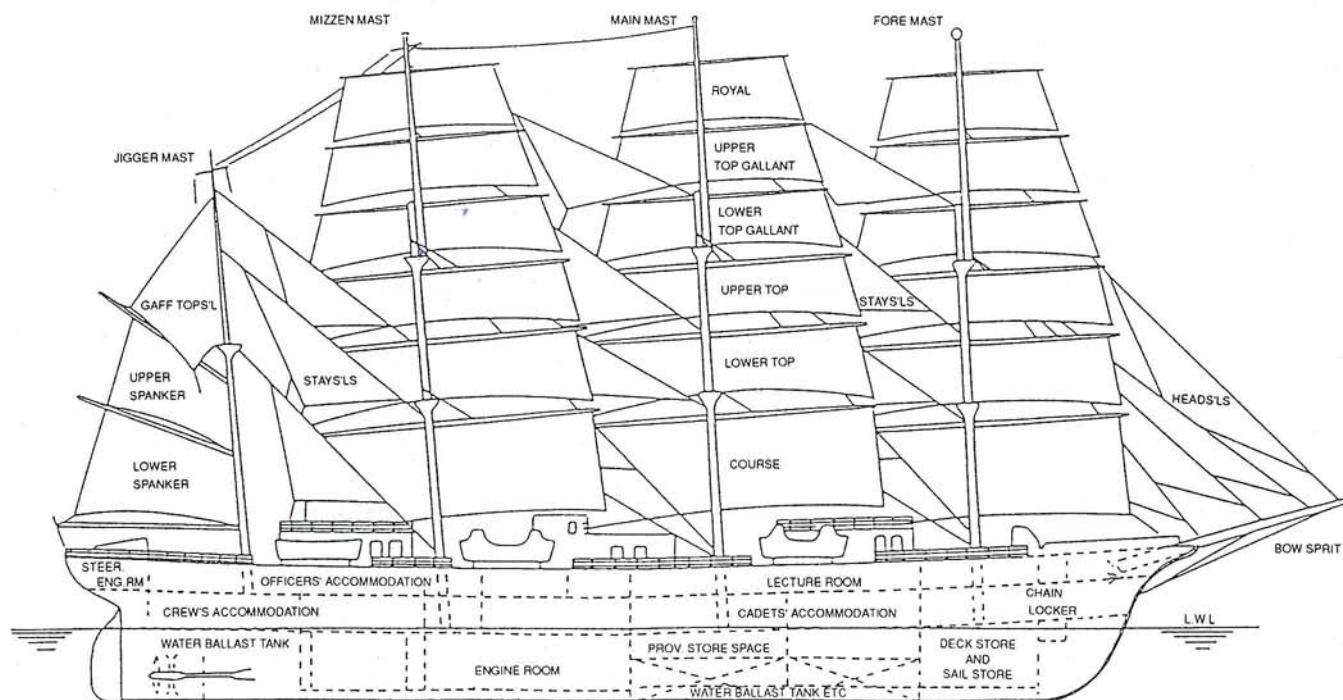 MIZZEN MAST
MAIN MAST
FORE MAST
JIGGER MAST
ROYAL
UPPER
TOP GALLANT
LOWER
TOP GALLANT
GAFF TOPS'L
UPPER TOP
STAYS'LS
UPPER
SPANKER
STAYS'LS
LOWER TOP
HEADS'LS
LOWER
SPANKER
COURSE
BOW SPRIT
STEER.
ENG.RM
OFFICERS' ACCOMMODATION
LECTURE ROOM
CREW'S ACCOMMODATION
CADETS' ACCOMMODATION
CHAIN
LOCKER
L W L
WATER BALLAST TANK
ENGINE ROOM
PROV. STORE SPACE
DECK STORE
AND
SAIL STORE
WATER BALLAST TANK ETC